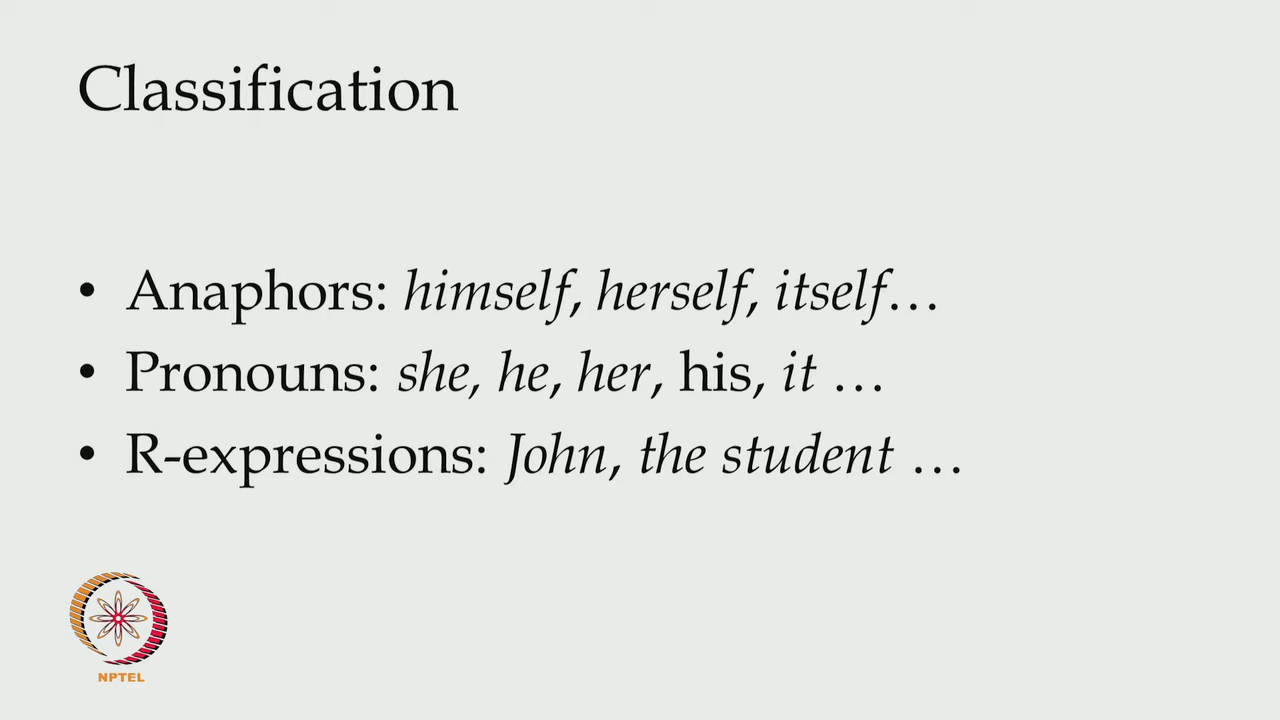 Classification
• Anaphors: himself, herself, itself…
• Pronouns: she, he, her, his, it …
• R-expressions: John, the student …
NPTEL